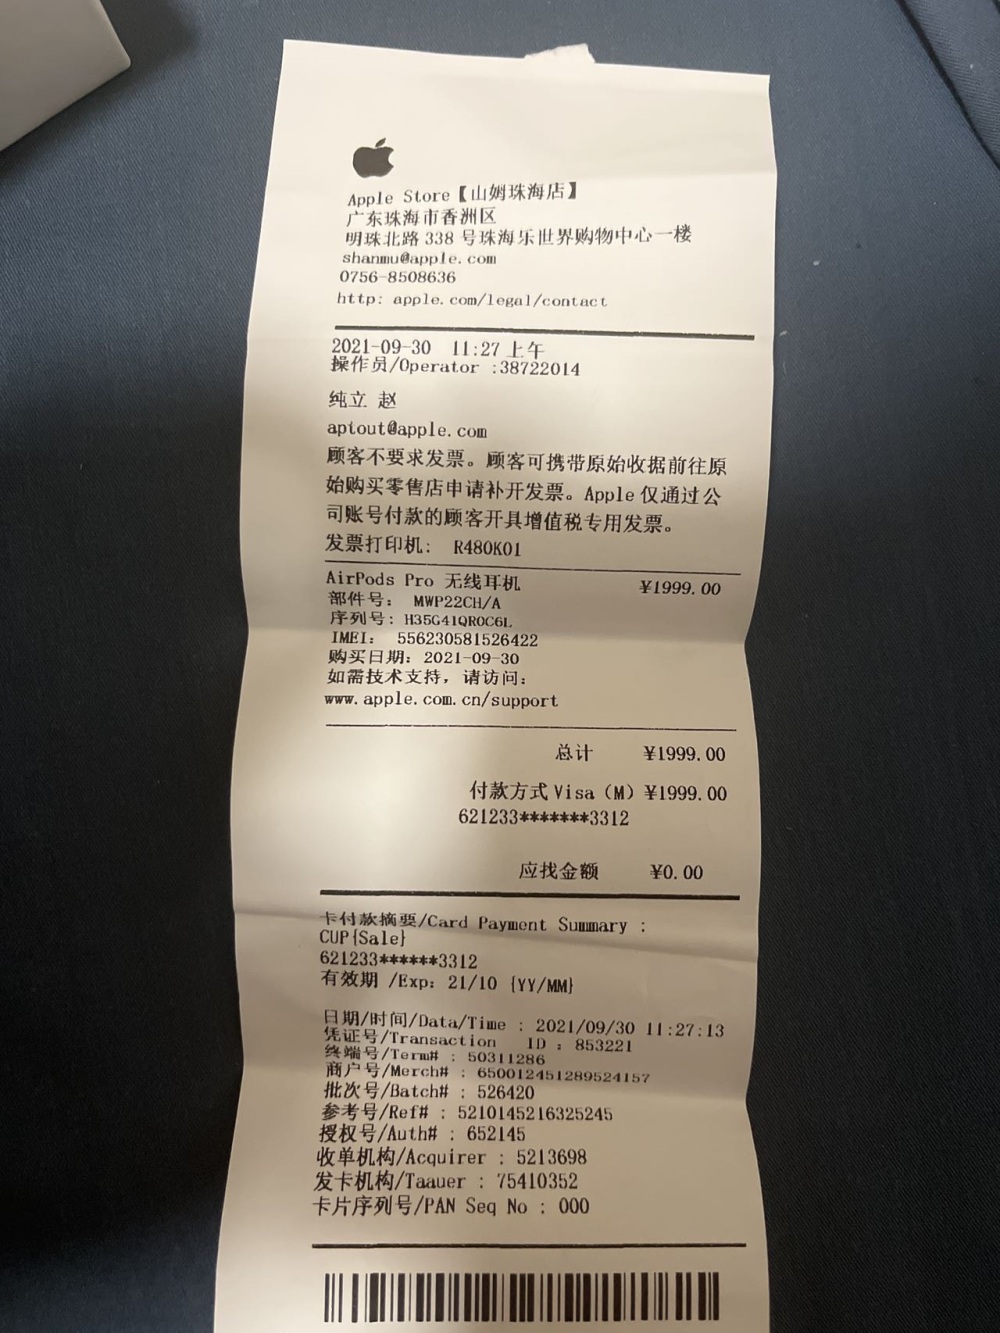 Apple Store【山姆珠海店】
广东珠海市香洲区
明珠北路 338 号珠海乐世界购物中心一楼
shanmu@apple.com
0756-8508636
http: apple.com/legal/contact
2021-09-30 11:27 上午
操作员/Operator :38722014
纯立 赵
aptout@apple.com
顾客不要求发票。顾客可携带原始收据前往原
始购买零售店申请补开发票。Apple 仅通过公
司账号付款的顾客开具增值税专用发票。
发票打印机: R480K01
AirPods Pro 无线耳机 ¥1999.00
部件号: MWP22CH/A
序列号: H35G41QR0C6L
IMEI: 556230581526422
购买日期: 2021-09-30
如需技术支持, 请访问:
www.apple.com.cn/support
总计 ¥1999.00
付款方式 Visa（M）¥1999.00
621233*******3312
应找金额 ¥0.00
卡付款摘要/Card Payment Summary :
CUP{Sale}
621233******3312
有效期 /Exp: 21/10 {YY/MM}
日期/时间/Data/Time : 2021/09/30 11:27:13
凭证号/Transaction ID : 853221
终端号/Term# : 50311286
商户号/Merch# : 650012451289524157
批次号/Batch# : 526420
参考号/Ref# : 5210145216325245
授权号/Auth# : 652145
收单机构/Acquirer : 5213698
发卡机构/Taauer : 75410352
卡片序列号/PAN Seq No : 000